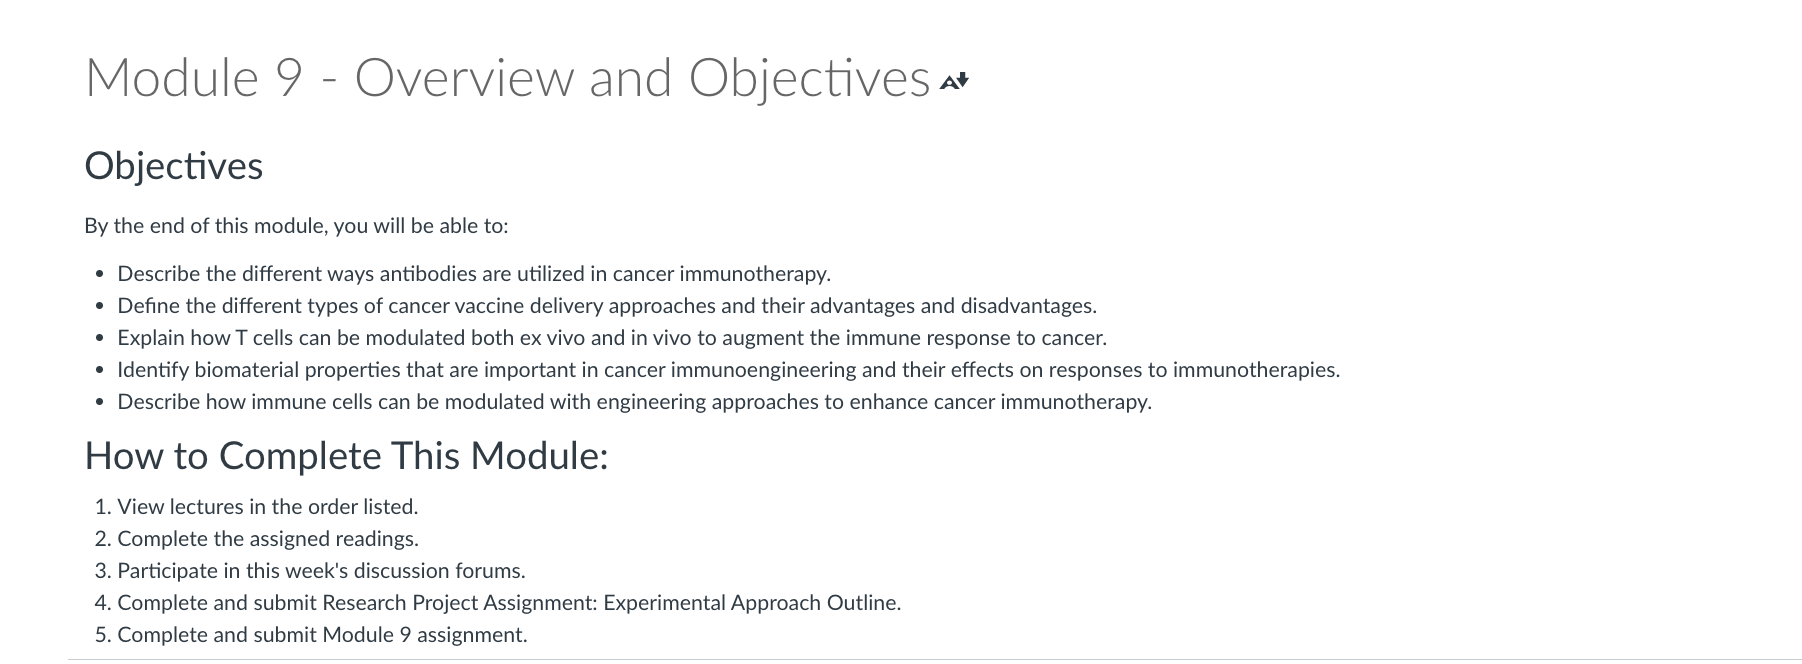 Module 9 - Overview and Objectives
Objectives
By the end of this module, you will be able to:
• Describe the different ways antibodies are utilized in cancer immunotherapy.
• Define the different types of cancer vaccine delivery approaches and their advantages and disadvantages.
• Explain how T cells can be modulated both ex vivo and in vivo to augment the immune response to cancer.
• Identify biomaterial properties that are important in cancer immunoengineering and their effects on responses to immunotherapies.
• Describe how immune cells can be modulated with engineering approaches to enhance cancer immunotherapy.
How to Complete This Module:
1. View lectures in the order listed.
2. Complete the assigned readings.
3. Participate in this week's discussion forums.
4. Complete and submit Research Project Assignment: Experimental Approach Outline.
5. Complete and submit Module 9 assignment.